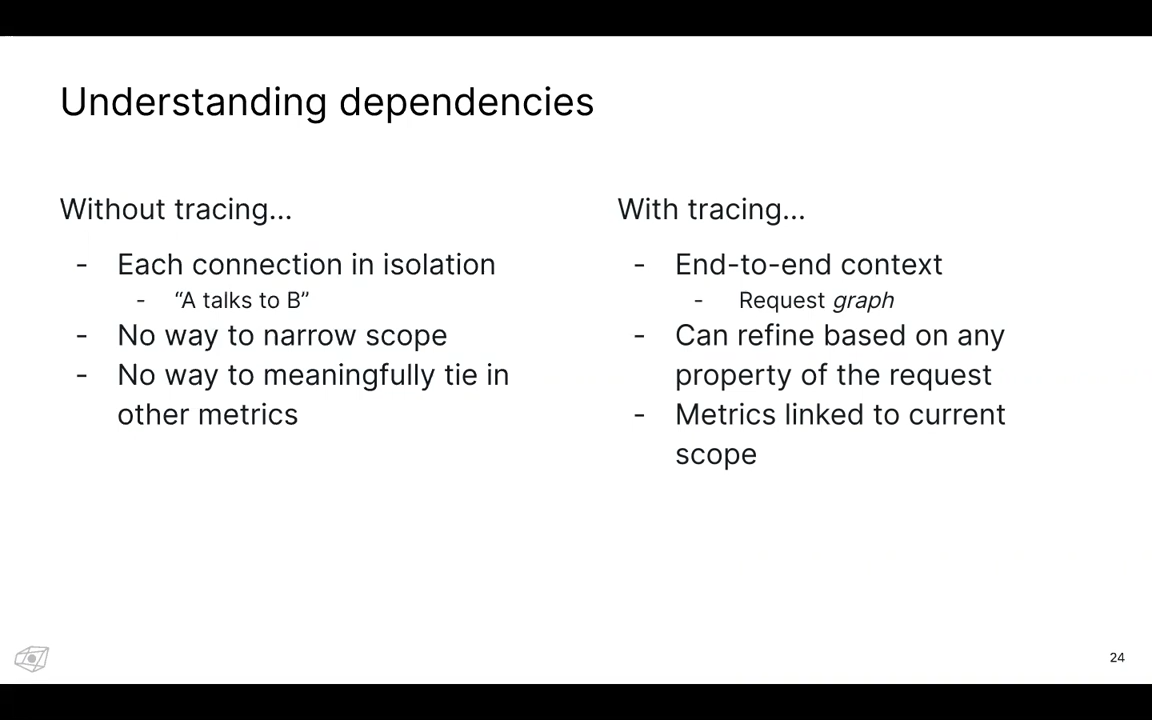 Understanding dependencies
Without tracing...
- Each connection in isolation
- “A talks to B”
- No way to narrow scope
- No way to meaningfully tie in
other metrics
With tracing...
- End-to-end context
- Request graph
- Can refine based on any
property of the request
- Metrics linked to current
scope
24